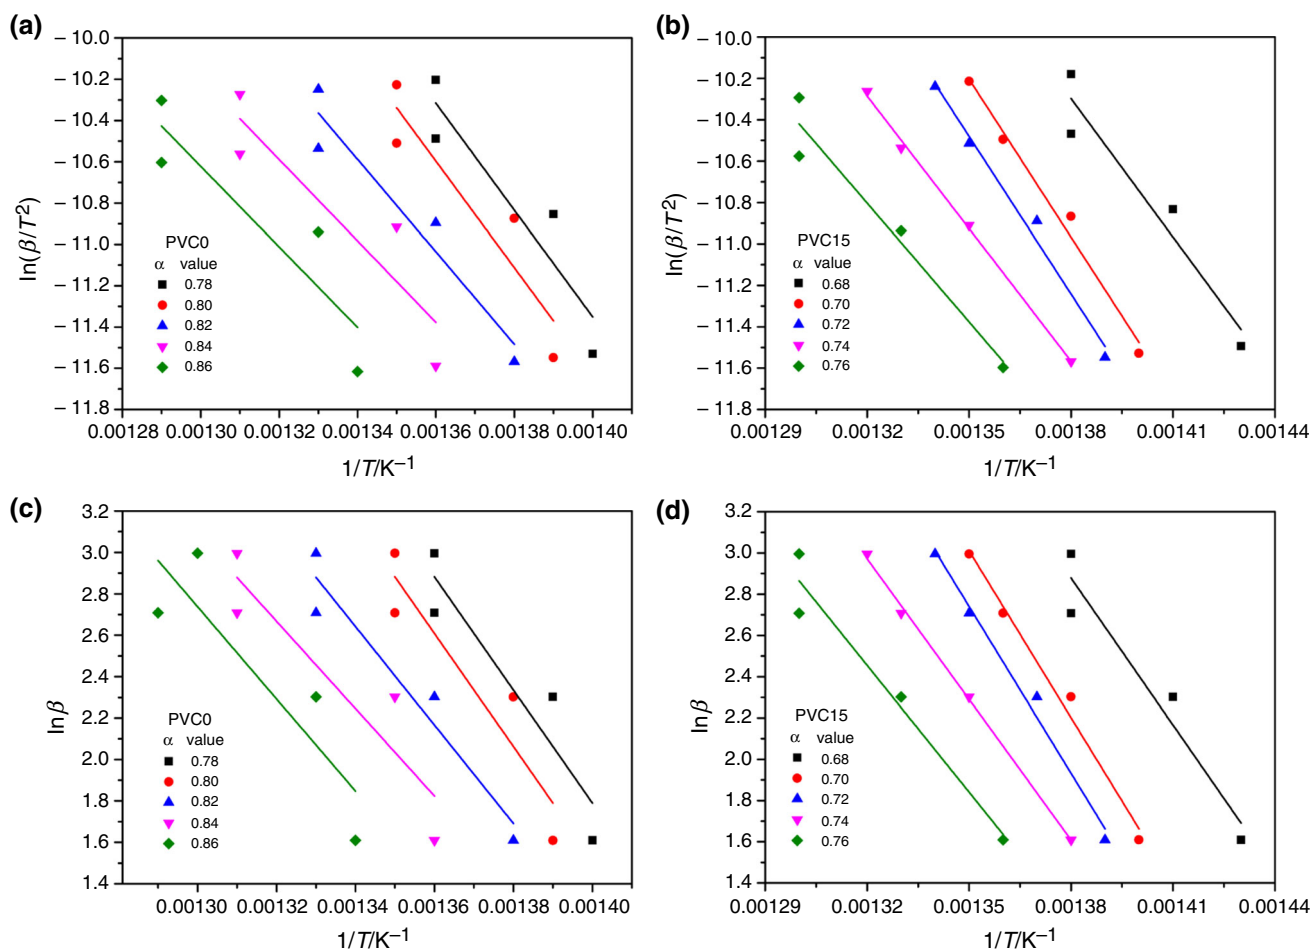 (a)
ln(β/T²)
– 10.0
– 10.2
– 10.4
– 10.6
– 10.8
– 11.0
– 11.2
– 11.4
– 11.6
– 11.8
PVC0
α value
0.78
0.80
0.82
0.84
0.86
0.00128 0.00130 0.00132 0.00134 0.00136 0.00138 0.00140
1/T/K⁻¹
(b)
ln(β/T²)
– 10.0
– 10.2
– 10.4
– 10.6
– 10.8
– 11.0
– 11.2
– 11.4
– 11.6
– 11.8
PVC15
α value
0.68
0.70
0.72
0.74
0.76
0.00129 0.00132 0.00135 0.00138 0.00141 0.00144
1/T/K⁻¹
(c)
lnβ
3.2
3.0
2.8
2.6
2.4
2.2
2.0
1.8
1.6
1.4
PVC0
α value
0.78
0.80
0.82
0.84
0.86
0.00130 0.00132 0.00134 0.00136 0.00138 0.00140
1/T/K⁻¹
(d)
lnβ
3.2
3.0
2.8
2.6
2.4
2.2
2.0
1.8
1.6
1.4
PVC15
α value
0.68
0.70
0.72
0.74
0.76
0.00129 0.00132 0.00135 0.00138 0.00141 0.00144
1/T/K⁻¹